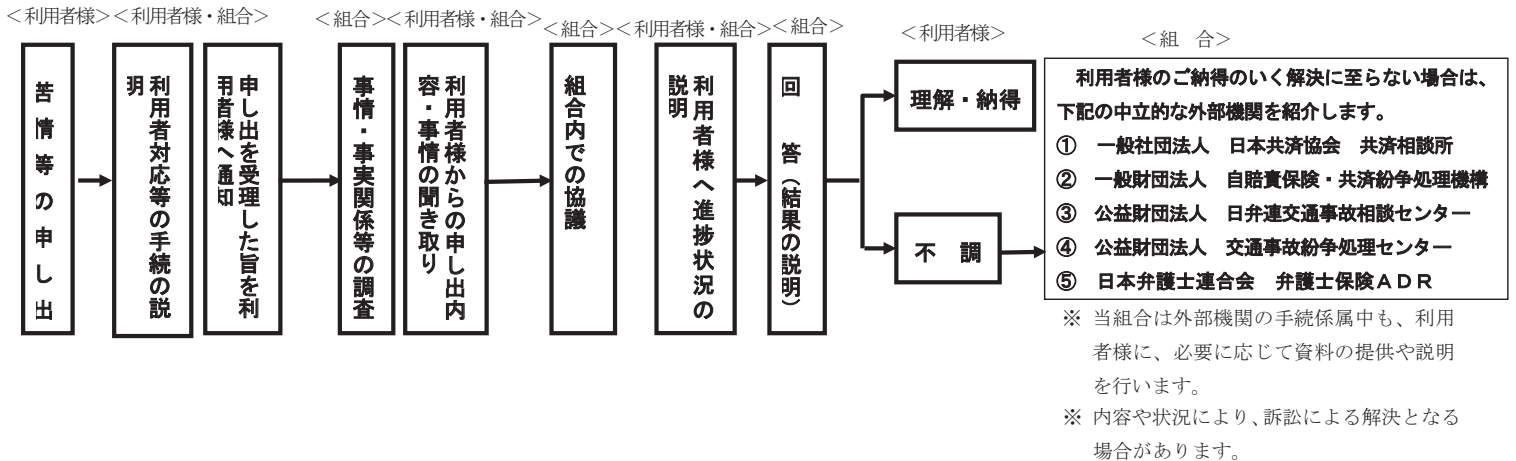 ＜利用者様＞
苦情等の申し出
＜利用者様・組合＞
利用者対応等の手続の説
明
申し出を受理した旨を利
用者様へ通知
＜組合＞
事情・事実関係等の調査
＜利用者様・組合＞
利用者様からの申し出内
容・事情の聞き取り
＜組合＞
組合内での協議
＜利用者様・組合＞
利用者様へ進捗状況の
説明
＜組合＞
回　答（結果の説明）
＜利用者様＞
理解・納得
不　調
＜組　合＞
利用者様のご納得のいく解決に至らない場合は、
下記の中立的な外部機関を紹介します。
①　一般社団法人　日本共済協会　共済相談所
②　一般財団法人　自賠責保険・共済紛争処理機構
③　公益財団法人　日弁連交通事故相談センター
④　公益財団法人　交通事故紛争処理センター
⑤　日本弁護士連合会　弁護士保険ＡＤＲ
※ 当組合は外部機関の手続係属中も、利用
者様に、必要に応じて資料の提供や説明
を行います。
※ 内容や状況により、訴訟による解決となる
場合があります。